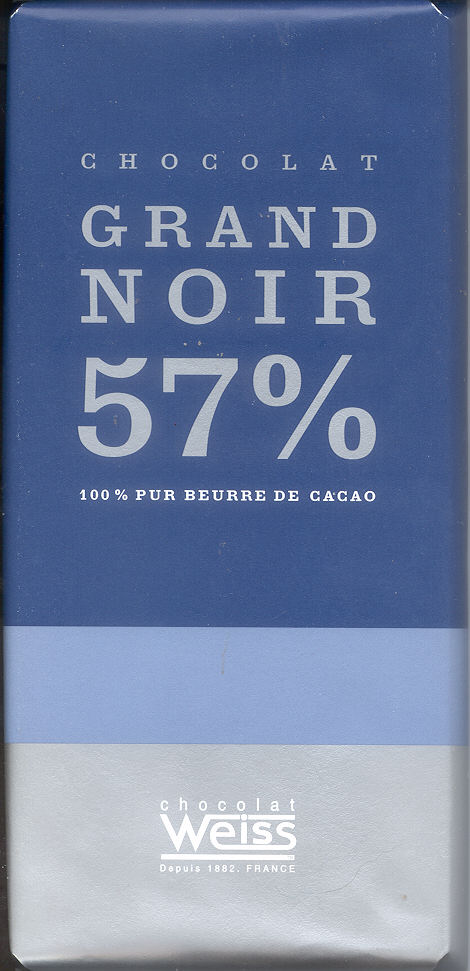 CHOCOLAT
GRAND
NOIR
57%
100% PUR BEURRE DE CACAO
chocolat
Weiss
Depuis 1882. FRANCE